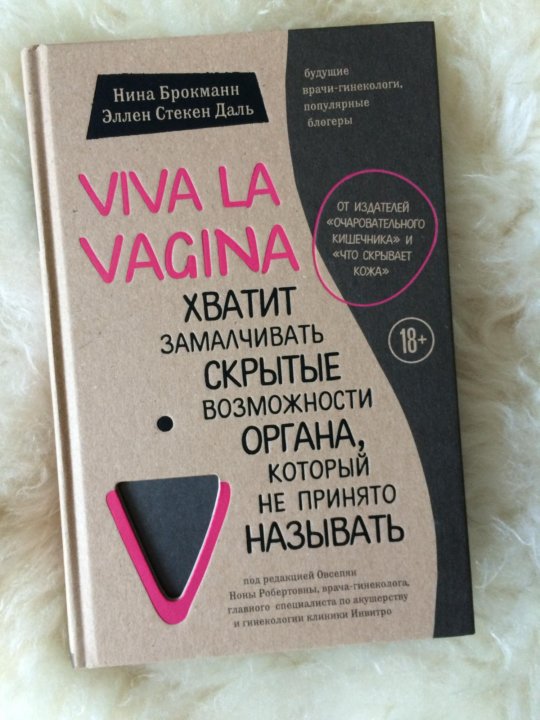 Нина Брокманн
Эллен Стекен Даль
будущие
врачи-гинекологи,
популярные
блогеры
VIVA LA
VAGINA
ОТ ИЗДАТЕЛЕЙ
«ОЧАРОВАТЕЛЬНОГО
КИШЕЧНИКА» И
«ЧТО СКРЫВАЕТ
КОЖА»
18+
ХВАТИТ
ЗАМАЛЧИВАТЬ
СКРЫТЫЕ
ВОЗМОЖНОСТИ
ОРГАНА,
КОТОРЫЙ
НЕ ПРИНЯТО
НАЗЫВАТЬ
под редакцией Овсепян
Ноны Робертовны, врача-гинеколога,
главного специалиста по акушерству
и гинекологии клиники Инвитро